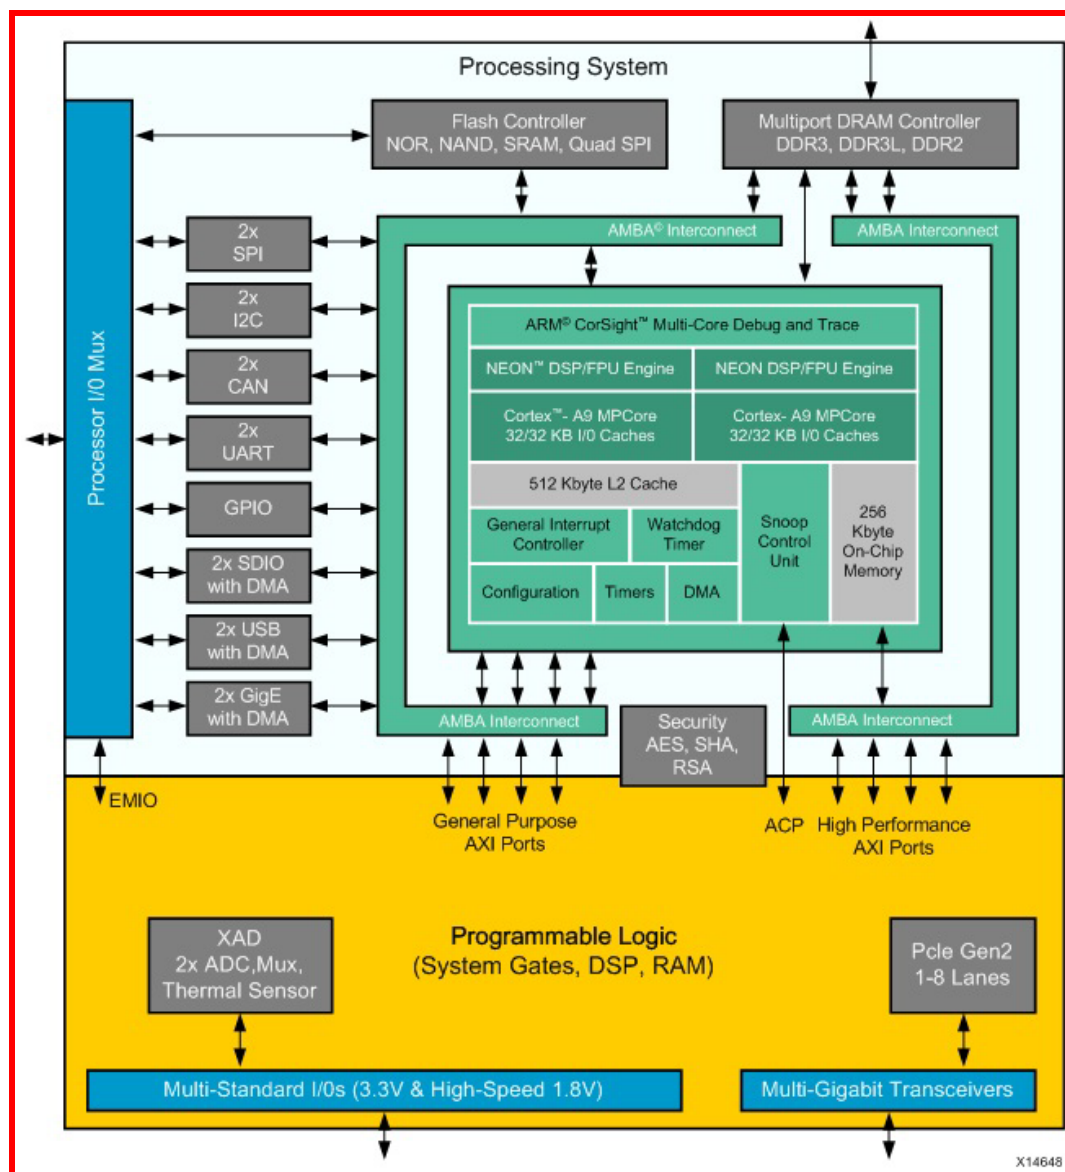 Processing System
Flash Controller
NOR, NAND, SRAM, Quad SPI
Multiport DRAM Controller
DDR3, DDR3L, DDR2
Processor I/0 Mux
2x
SPI
2x
I2C
2x
CAN
2x
UART
GPIO
2x SDIO
with DMA
2x USB
with DMA
2x GigE
with DMA
AMBA© Interconnect
AMBA Interconnect
ARM© CorSight™ Multi-Core Debug and Trace
NEON™ DSP/FPU Engine
NEON DSP/FPU Engine
Cortex™- A9 MPCore
32/32 KB I/0 Caches
Cortex- A9 MPCore
32/32 KB I/0 Caches
512 Kbyte L2 Cache
General Interrupt
Controller
Watchdog
Timer
Configuration
Timers
DMA
Snoop
Control
Unit
256
Kbyte
On-Chip
Memory
AMBA Interconnect
Security
AES, SHA,
RSA
AMBA Interconnect
EMIO
General Purpose
AXI Ports
ACP
High Performance
AXI Ports
Programmable Logic
(System Gates, DSP, RAM)
XAD
2x ADC,Mux,
Thermal Sensor
Pcle Gen2
1-8 Lanes
Multi-Standard I/0s (3.3V & High-Speed 1.8V)
Multi-Gigabit Transceivers
X14648